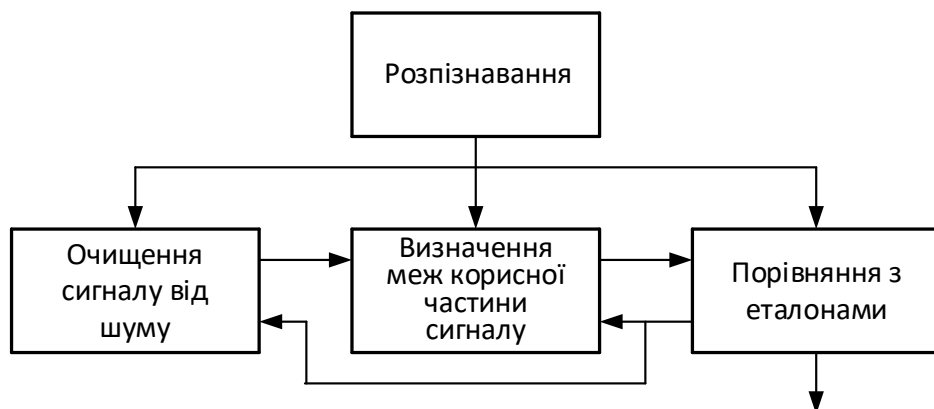 Розпізнавання
Очищення
сигналу від
шуму
Визначення
меж корисної
частини
сигналу
Порівняння з
еталонами